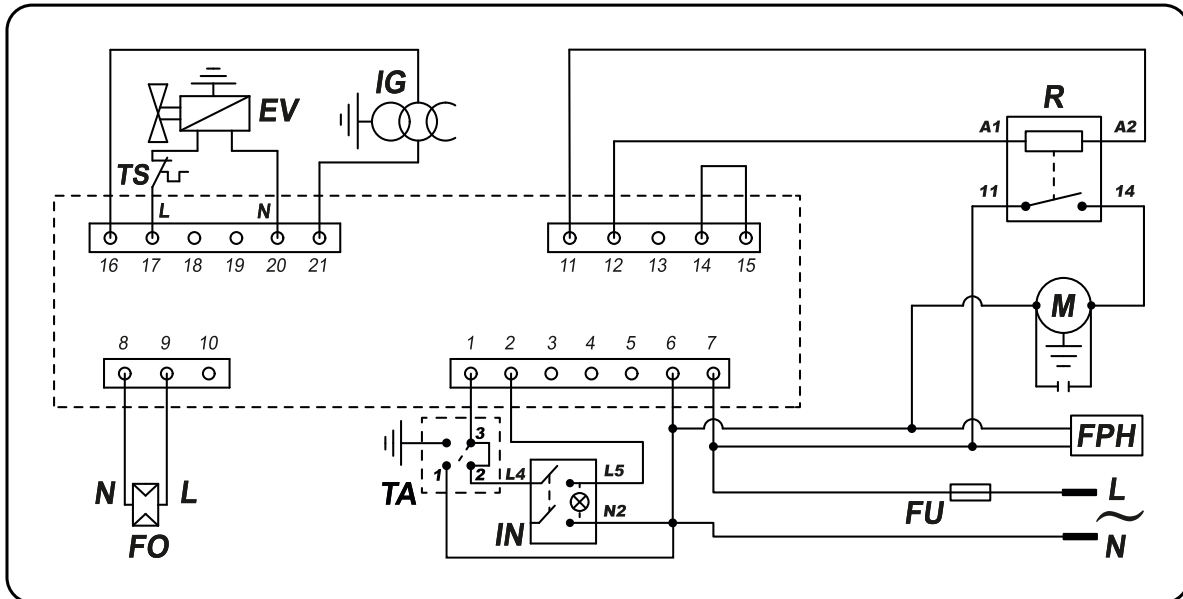 IG
R
EV
A1 A2
TS
11 14
L N
16 17 18 19 20 21
11 12 13 14 15
M
8 9 10
1 2 3 4 5 6 7
3
FPH
1 2 L4 L5
N L
TA
L
FU
N2
IN
FO
N